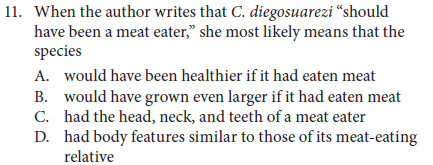 11. When the author writes that C. diegosuarezi “should
have been a meat eater,” she most likely means that the
species
A. would have been healthier if it had eaten meat
B. would have grown even larger if it had eaten meat
C. had the head, neck, and teeth of a meat eater
D. had body features similar to those of its meat-eating
relative